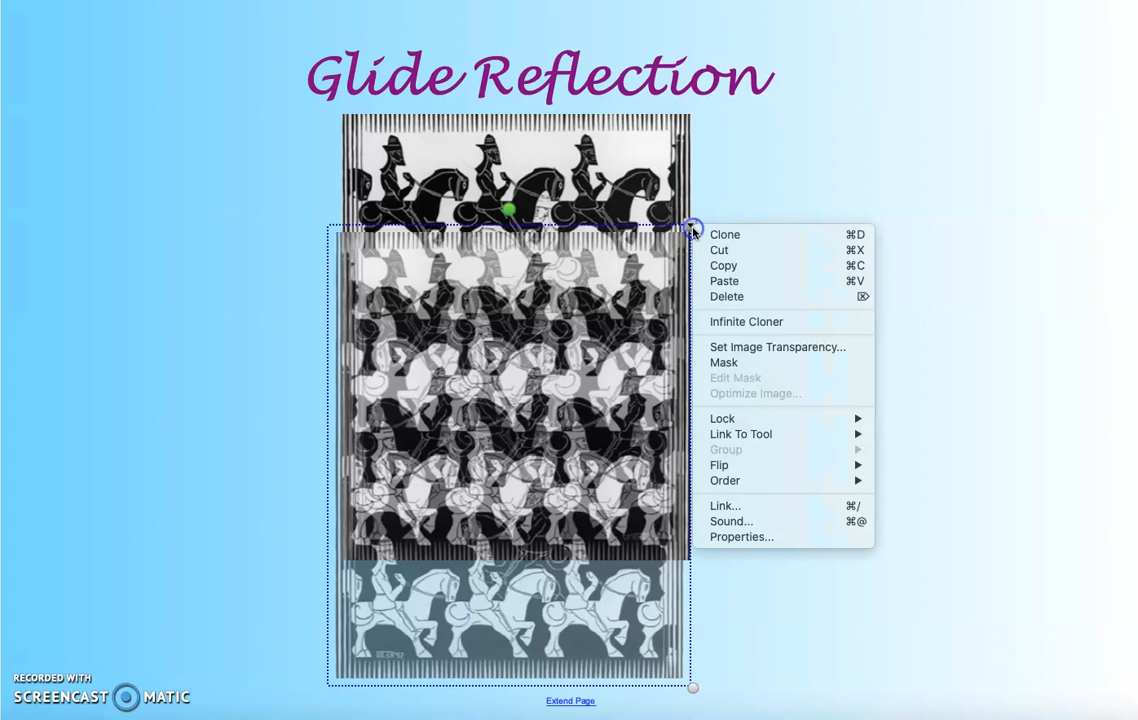 Glide Reflection
Clone ⌘D
Cut ⌘X
Copy ⌘C
Paste ⌘V
Delete ⌦
Infinite Cloner
Set Image Transparency...
Mask
Edit Mask
Optimize Image...
Lock
Link To Tool
Group
Flip
Order
Link... ⌘/
Sound... ⌘@
Properties...
RECORDED WITH
SCREENCAST MATIC
Extend Page